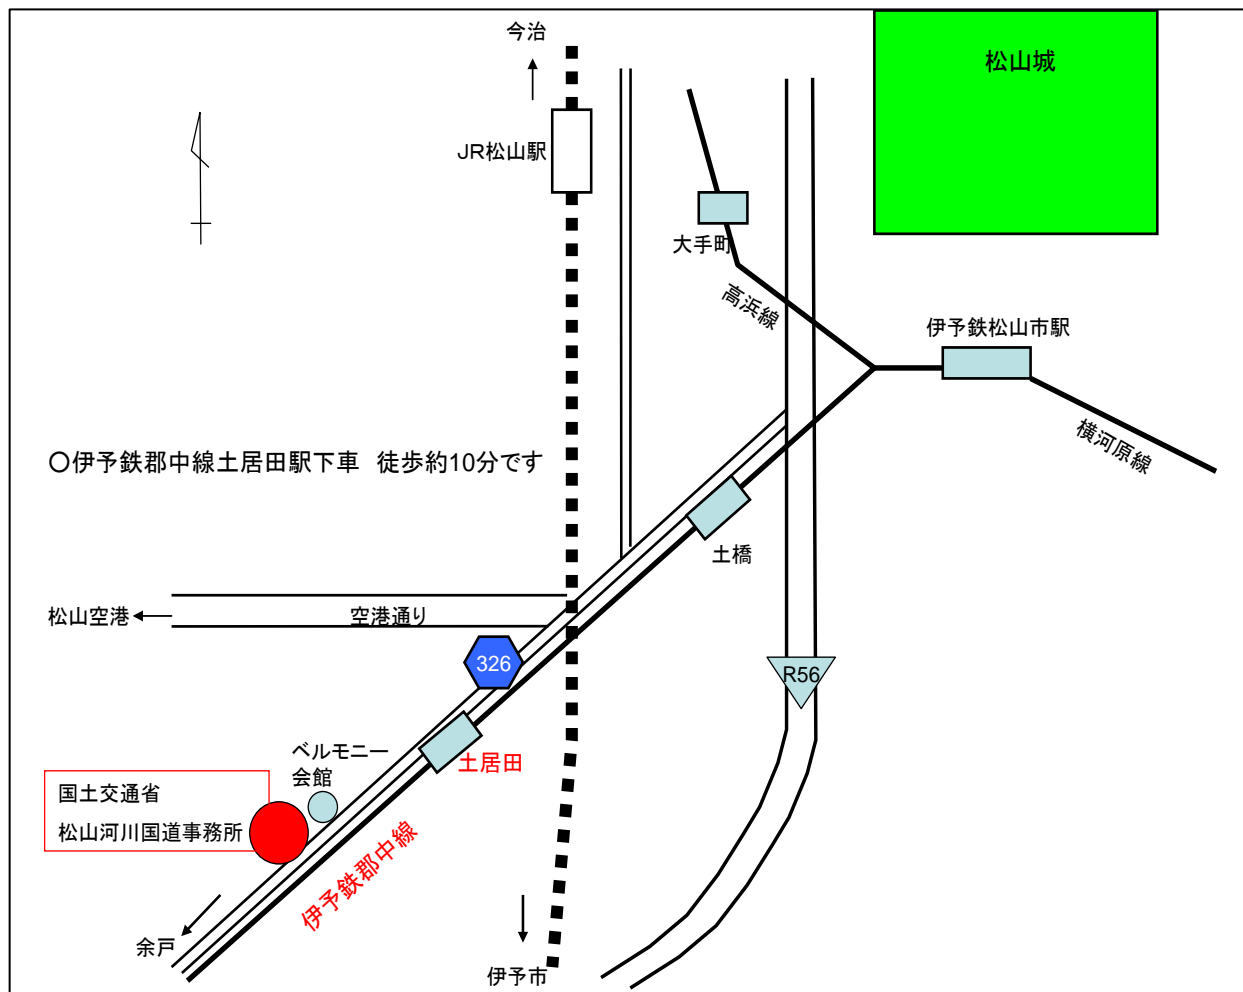 今治
松山城
JR松山駅
大手町
高浜線
伊予鉄松山市駅
横河原線
○伊予鉄郡中線土居田駅下車　徒歩約10分です
土橋
松山空港
空港通り
326
R56
ベルモニー
会館
土居田
国土交通省
松山河川国道事務所
伊予鉄郡中線
余戸
伊予市